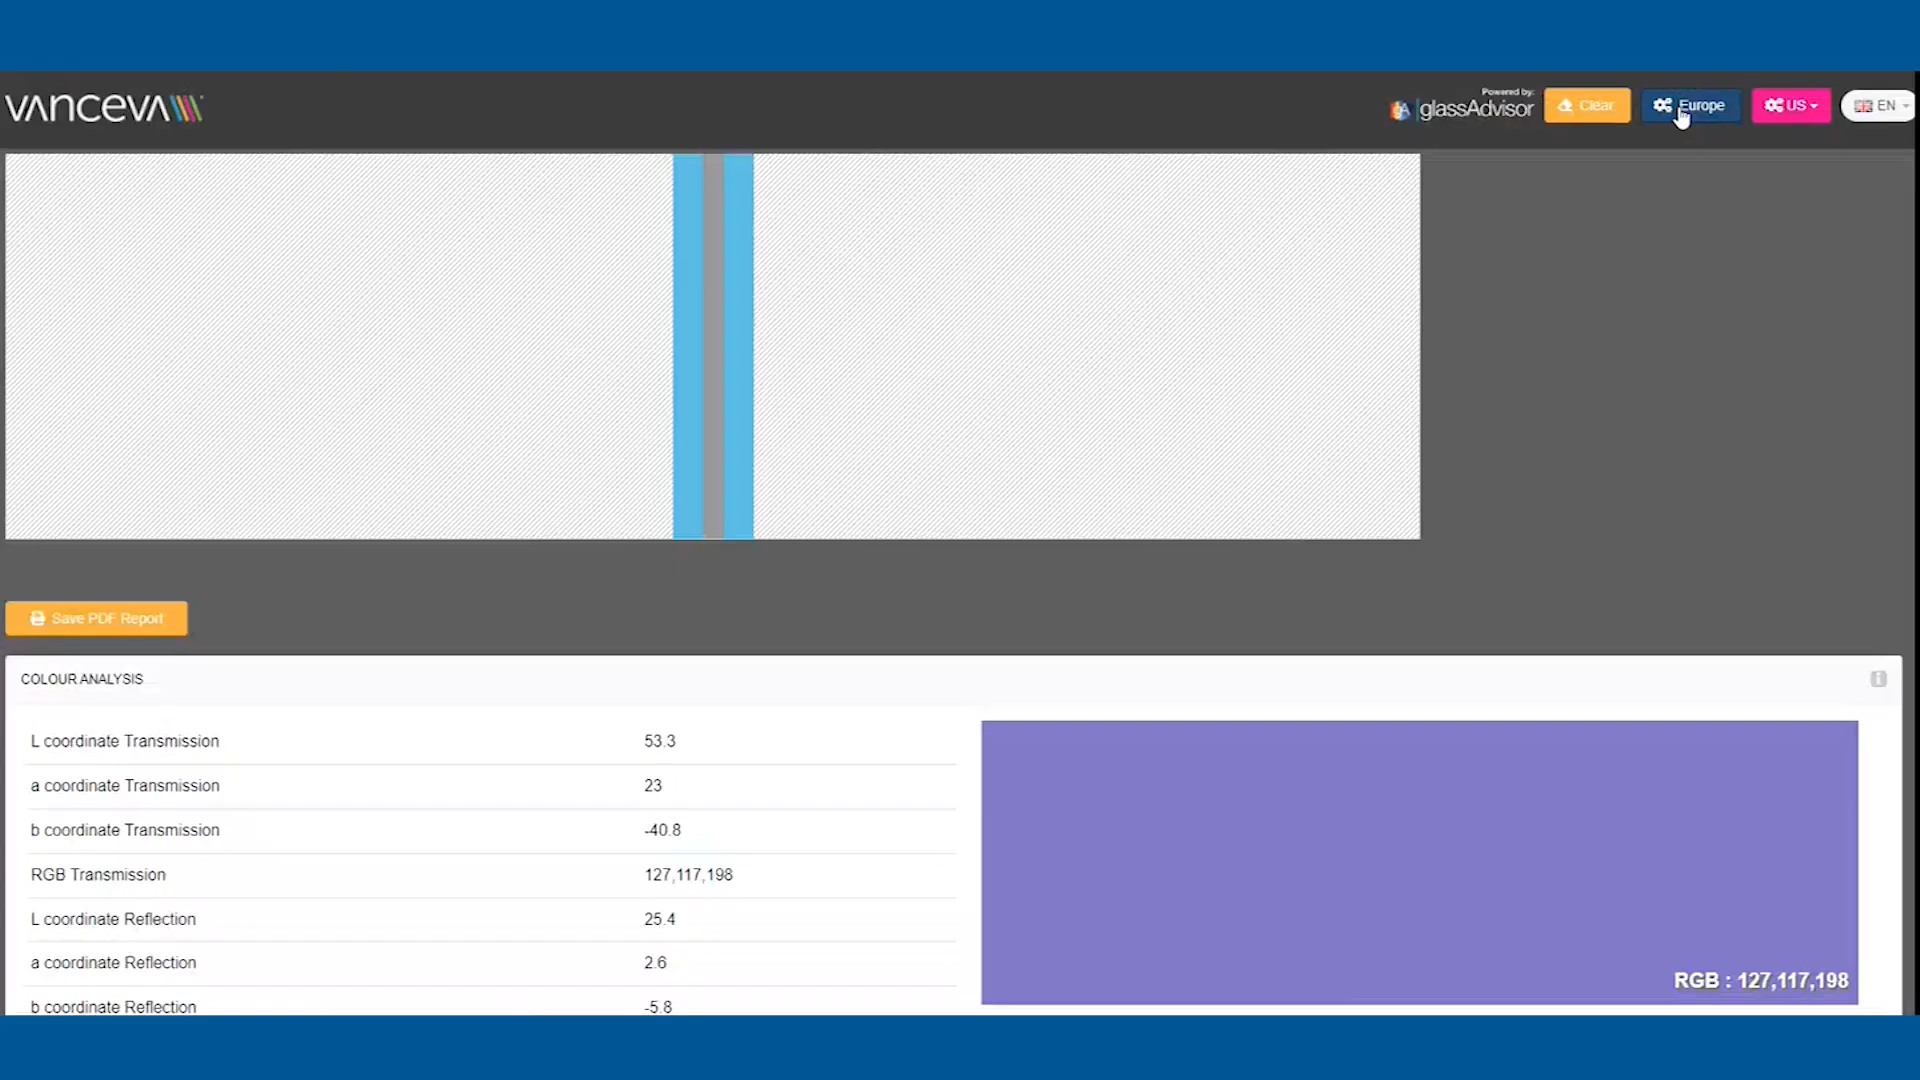 VANCEVA
Powered by:
glassAdvisor
Clear
Europe
US
EN
Save PDF Report
COLOUR ANALYSIS
L coordinate Transmission 53.3
a coordinate Transmission 23
b coordinate Transmission -40.8
RGB Transmission 127,117,198
L coordinate Reflection 25.4
a coordinate Reflection 2.6
b coordinate Reflection -5.8
RGB : 127,117,198